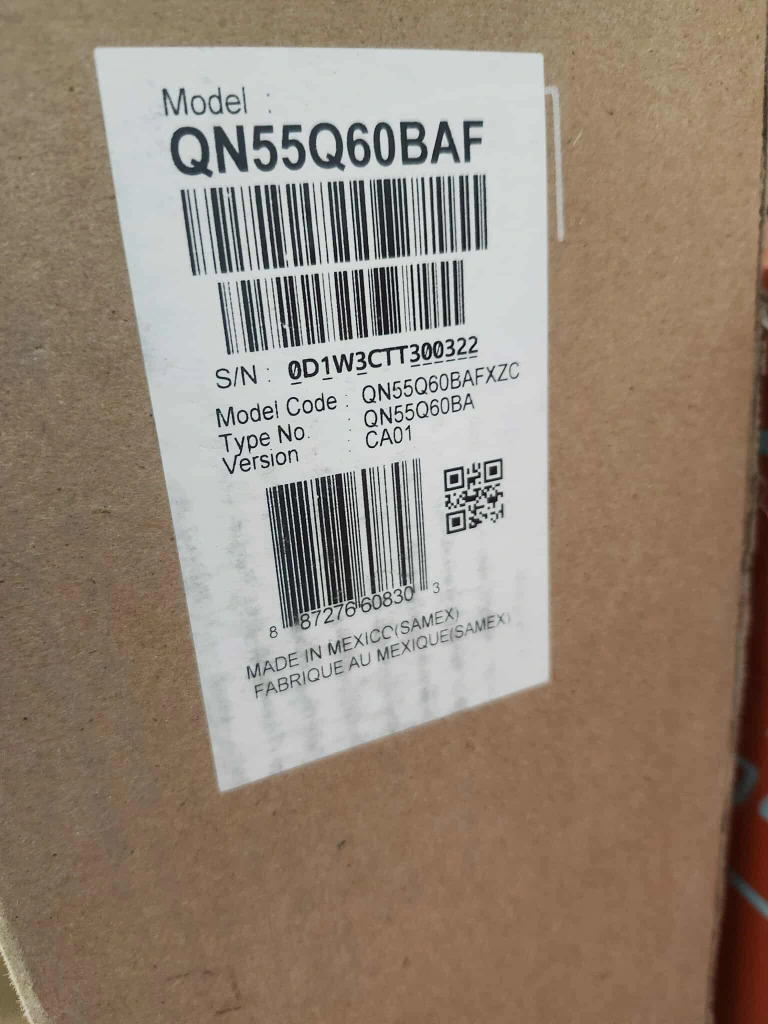 Model :
QN55Q60BAF
S/N : 0D1W3CTT300322
Model Code : QN55Q60BAFXZC
Type No. : QN55Q60BA
Version : CA01
8 87276 60830 3
MADE IN MEXICO(SAMEX)
FABRIQUE AU MEXIQUE(SAMEX)